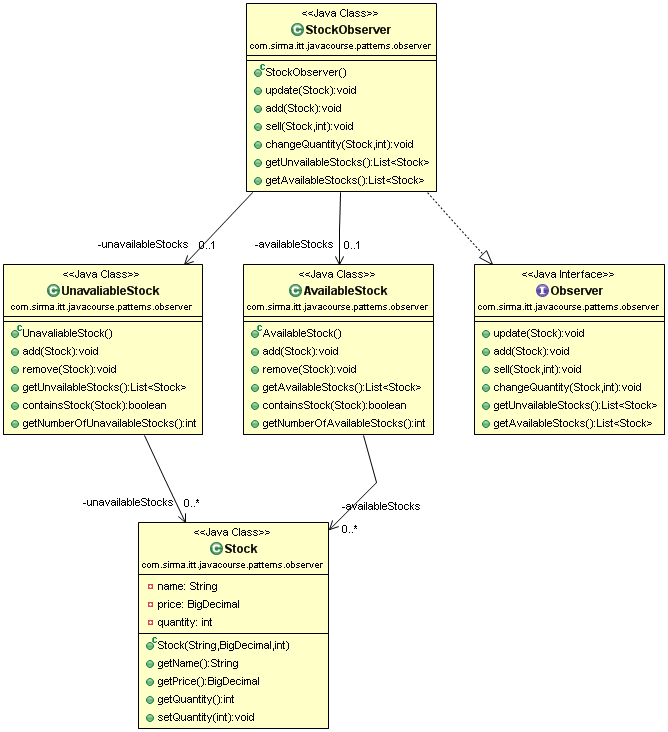 <<Java Class>>
StockObserver
com.sirma.itt.javacourse.patterns.observer
StockObserver()
update(Stock):void
add(Stock):void
sell(Stock,int):void
changeQuantity(Stock,int):void
getUnvailableStocks():List<Stock>
getAvailableStocks():List<Stock>
-unavailableStocks 0..1
-availableStocks 0..1
<<Java Class>>
UnavaliableStock
com.sirma.itt.javacourse.patterns.observer
UnavaliableStock()
add(Stock):void
remove(Stock):void
getUnvailableStocks():List<Stock>
containsStock(Stock):boolean
getNumberOfUnavailableStocks():int
<<Java Class>>
AvailableStock
com.sirma.itt.javacourse.patterns.observer
AvailableStock()
add(Stock):void
remove(Stock):void
getAvailableStocks():List<Stock>
containsStock(Stock):boolean
getNumberOfAvailableStocks():int
<<Java Interface>>
Observer
com.sirma.itt.javacourse.patterns.observer
update(Stock):void
add(Stock):void
sell(Stock,int):void
changeQuantity(Stock,int):void
getUnvailableStocks():List<Stock>
getAvailableStocks():List<Stock>
-unavailableStocks 0..*
-availableStocks
0..*
<<Java Class>>
Stock
com.sirma.itt.javacourse.patterns.observer
name: String
price: BigDecimal
quantity: int
Stock(String,BigDecimal,int)
getName():String
getPrice():BigDecimal
getQuantity():int
setQuantity(int):void